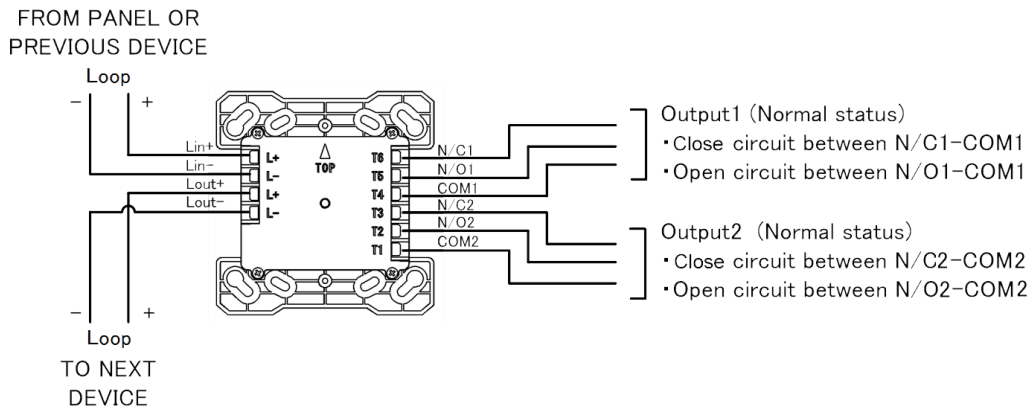 FROM PANEL OR
PREVIOUS DEVICE
Loop
− +
Lin+
Lin−
Lout+
Lout−
L+
L−
L+
L−
TOP
T6
T5
T4
T3
T2
T1
N/C1
N/O1
COM1
N/C2
N/O2
COM2
Output1 (Normal status)
・Close circuit between N/C1−COM1
・Open circuit between N/O1−COM1
Output2 (Normal status)
・Close circuit between N/C2−COM2
・Open circuit between N/O2−COM2
− +
Loop
TO NEXT
DEVICE